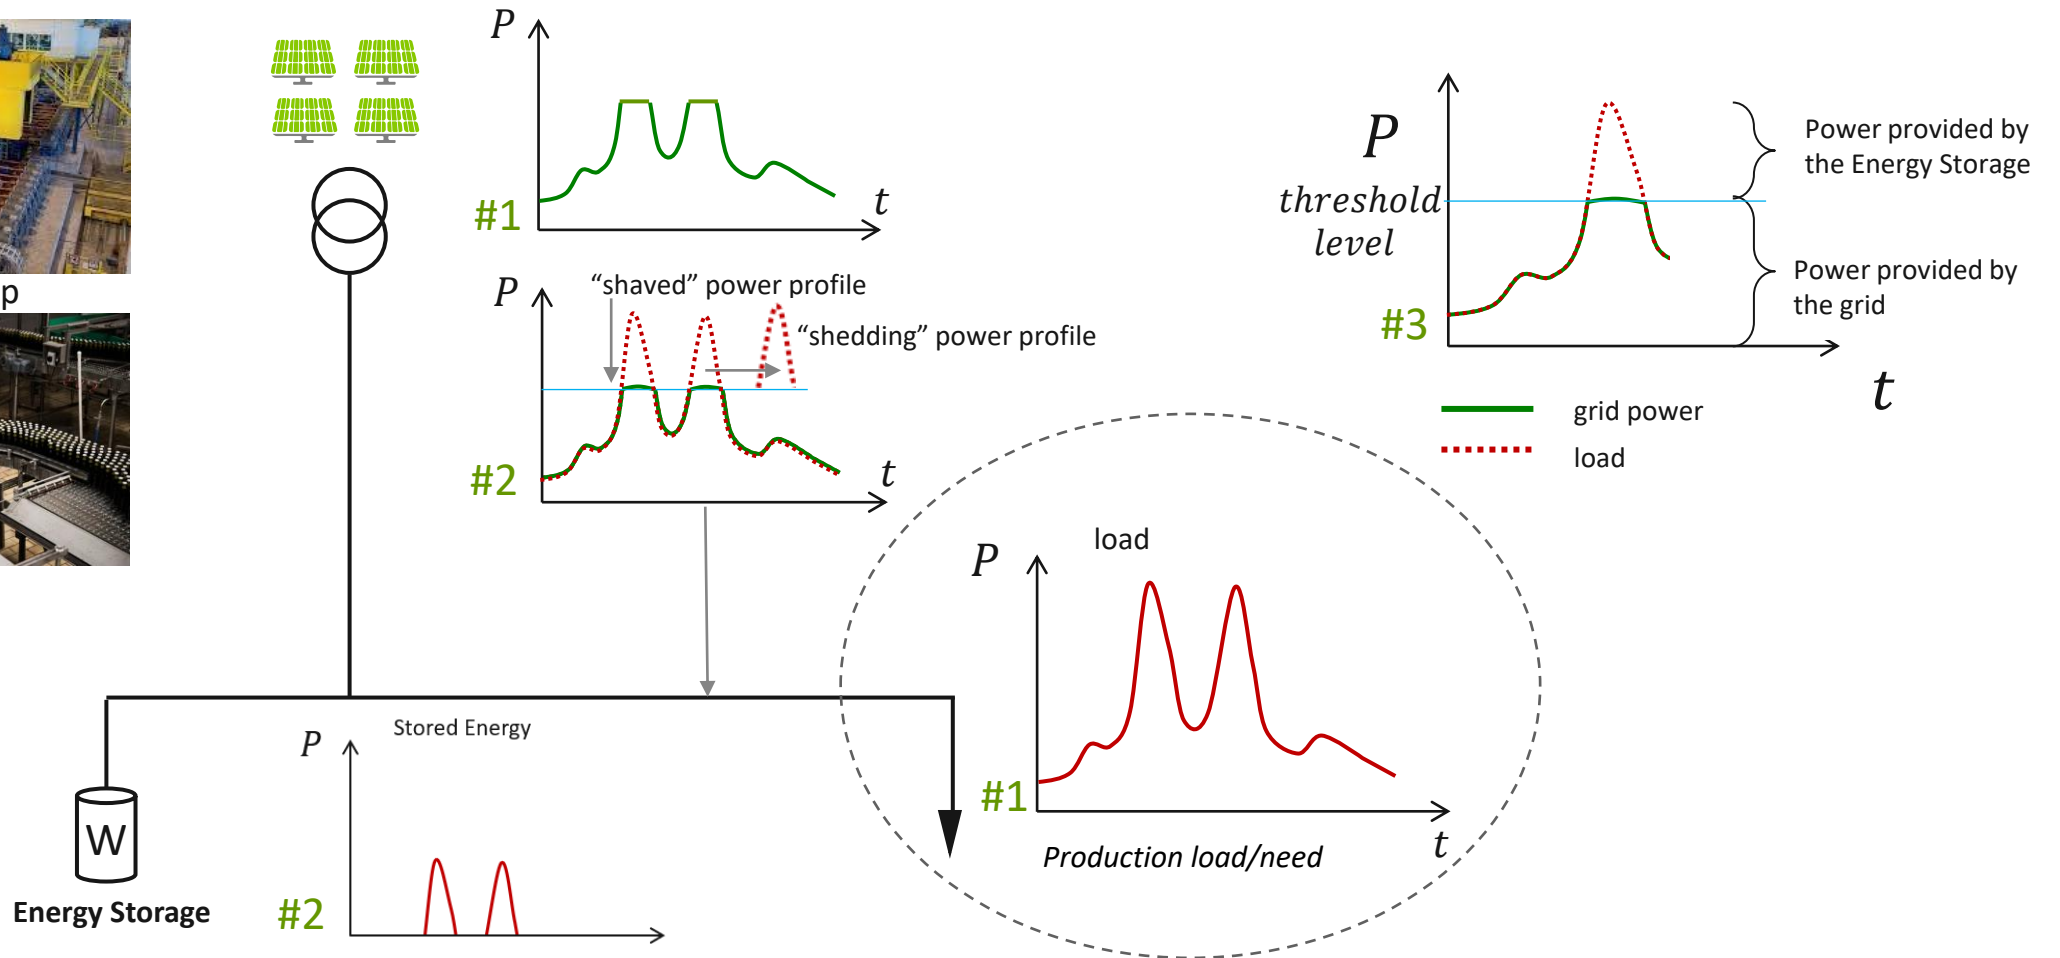 p
P
t
#1
P
“shaved” power profile
“shedding” power profile
t
#2
P
threshold
level
#3
t
Power provided by
the Energy Storage
Power provided by
the grid
grid power
load
load
P
#1
t
Production load/need
Stored Energy
P
#2
W
Energy Storage